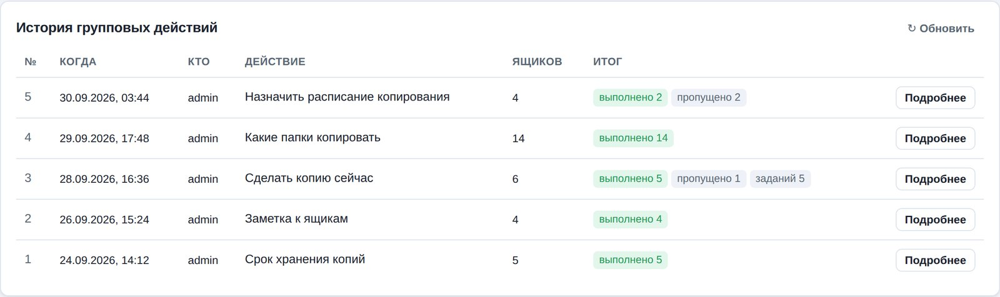 История групповых действий
↻ Обновить
№ КОГДА КТО ДЕЙСТВИЕ ЯЩИКОВ ИТОГ
5 30.09.2026, 03:44 admin Назначить расписание копирования 4 выполнено 2 пропущено 2 Подробнее
4 29.09.2026, 17:48 admin Какие папки копировать 14 выполнено 14 Подробнее
3 28.09.2026, 16:36 admin Сделать копию сейчас 6 выполнено 5 пропущено 1 заданий 5 Подробнее
2 26.09.2026, 15:24 admin Заметка к ящикам 4 выполнено 4 Подробнее
1 24.09.2026, 14:12 admin Срок хранения копий 5 выполнено 5 Подробнее